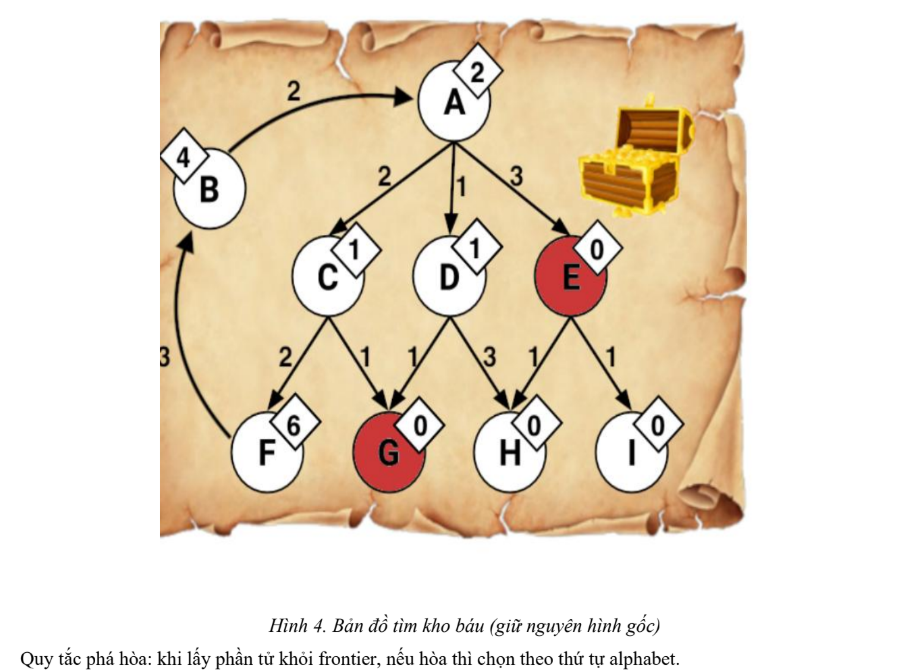 2
A
2
4
B
2
1
3
C
1
D
1
E
0
3
2
1
1
3
1
1
F
6
G
0
H
0
I
0
Hình 4. Bản đồ tìm kho báu (giữ nguyên hình gốc)
Quy tắc phá hòa: khi lấy phần tử khỏi frontier, nếu hòa thì chọn theo thứ tự alphabet.